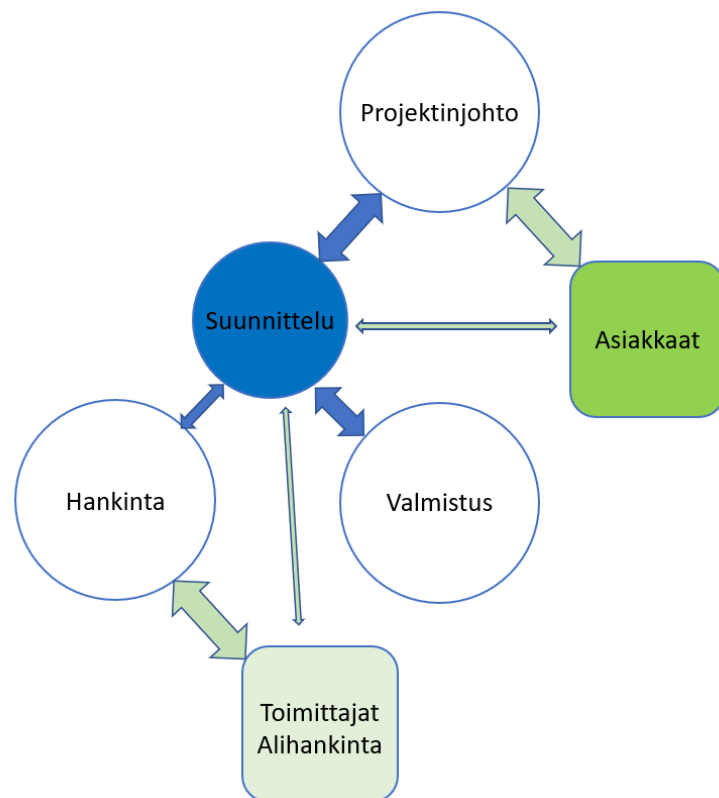 Projektinjohto
Suunnittelu
Asiakkaat
Hankinta
Valmistus
Toimittajat
Alihankinta